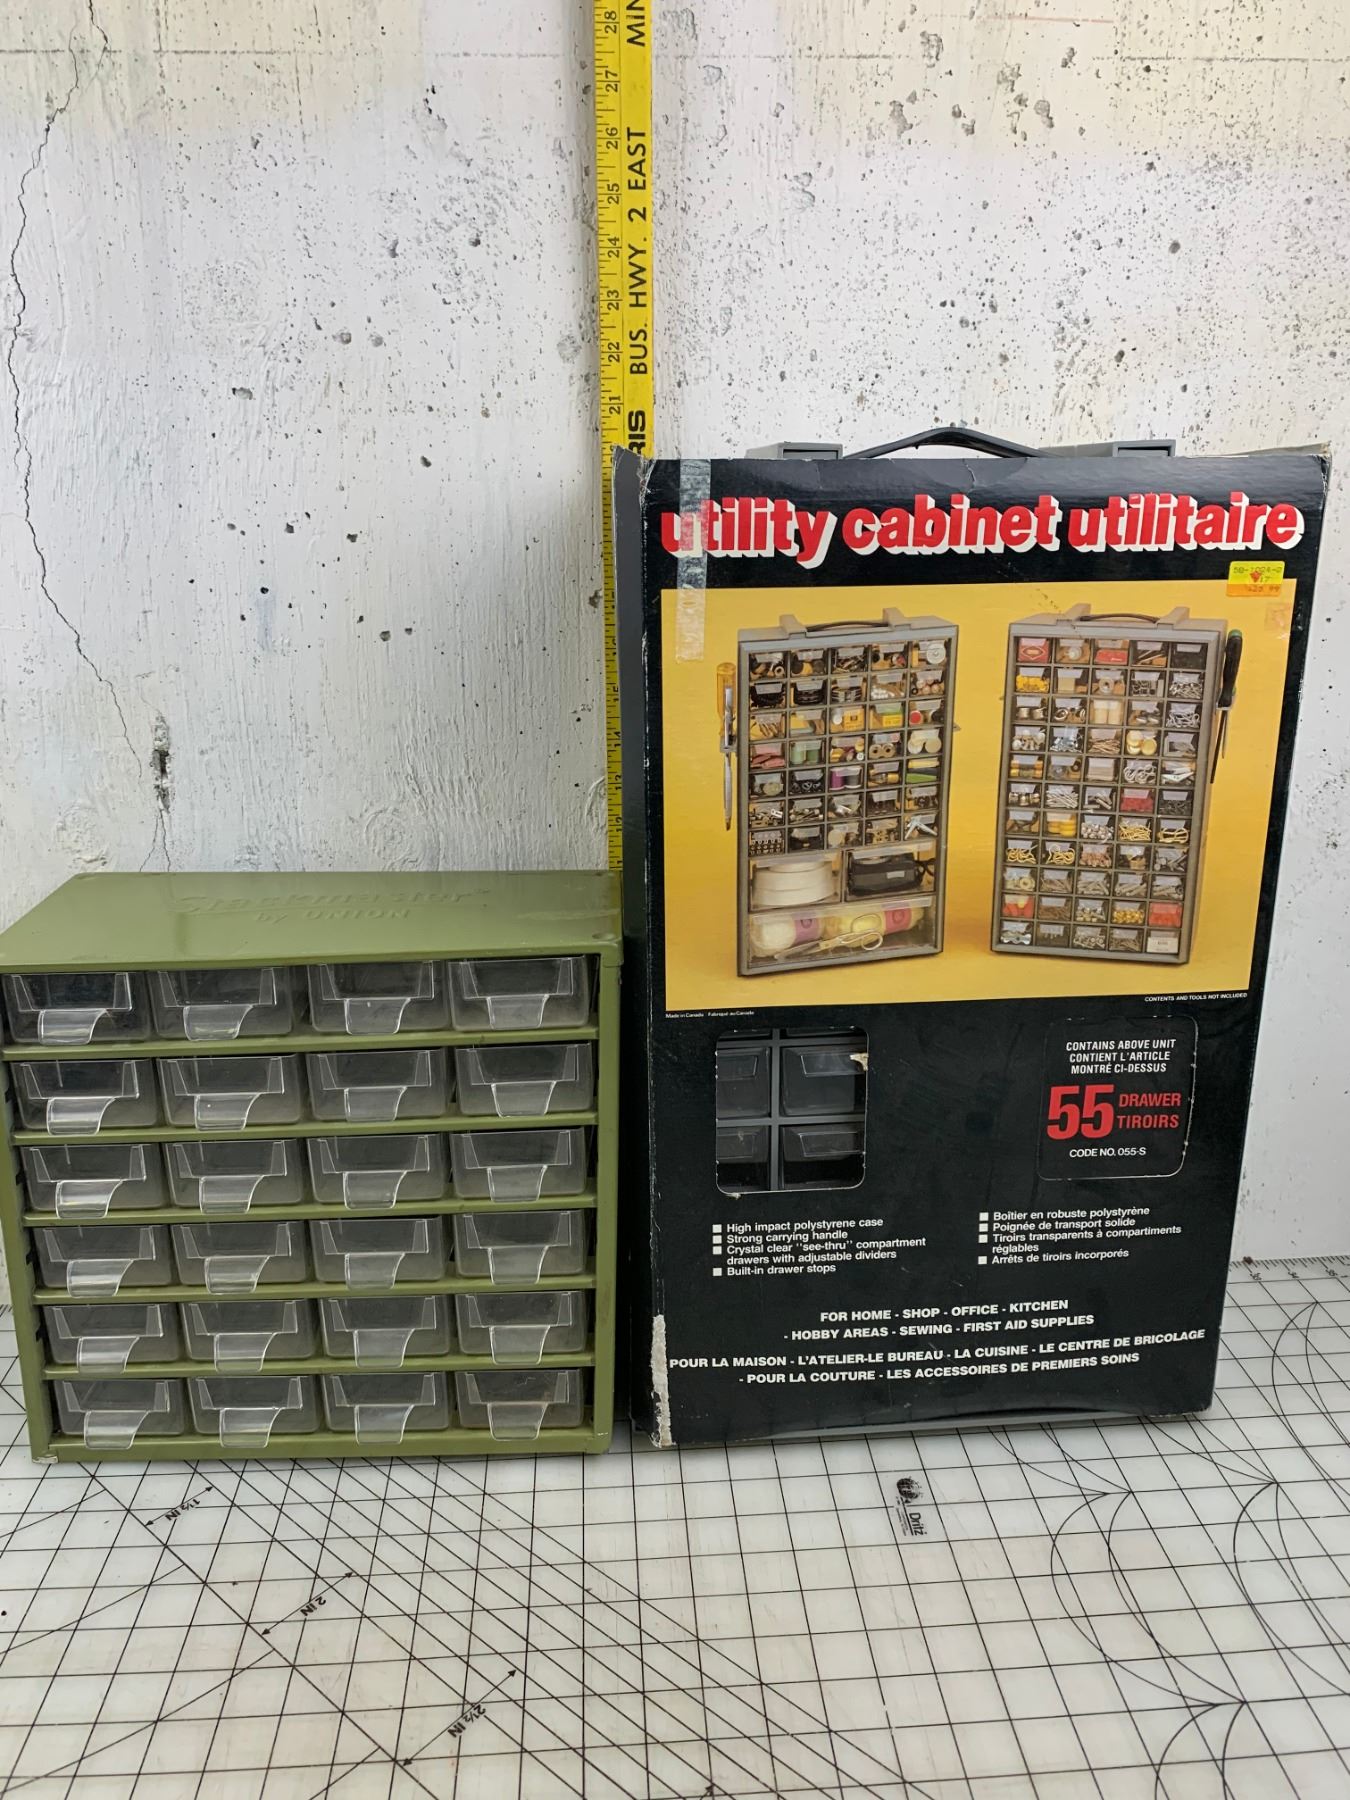 28
27
26
25
24
23
22
21
14
13
12
BUS. HWY. 2 EAST
utility cabinet utilitaire
Stackmaster
by UNION
CONTENTS AND TOOLS NOT INCLUDED
Made in Canada Fabriqué au Canada
CONTAINS ABOVE UNIT
CONTIENT L'ARTICLE
MONTRÉ CI-DESSUS
55 DRAWER
TIROIRS
CODE NO. 055-S
High impact polystyrene case
Strong carrying handle
Crystal clear "see-thru" compartment
drawers with adjustable dividers
Built-in drawer stops
Boîtier en robuste polystyrène
Poignée de transport solide
Tiroirs transparents à compartiments
réglables
Arrêts de tiroirs incorporés
FOR HOME - SHOP - OFFICE - KITCHEN
- HOBBY AREAS - SEWING - FIRST AID SUPPLIES
POUR LA MAISON - L'ATELIER-LE BUREAU - LA CUISINE - LE CENTRE DE BRICOLAGE
- POUR LA COUTURE - LES ACCESSOIRES DE PREMIERS SOINS
Dritz
1½ IN
2 IN
2½ IN